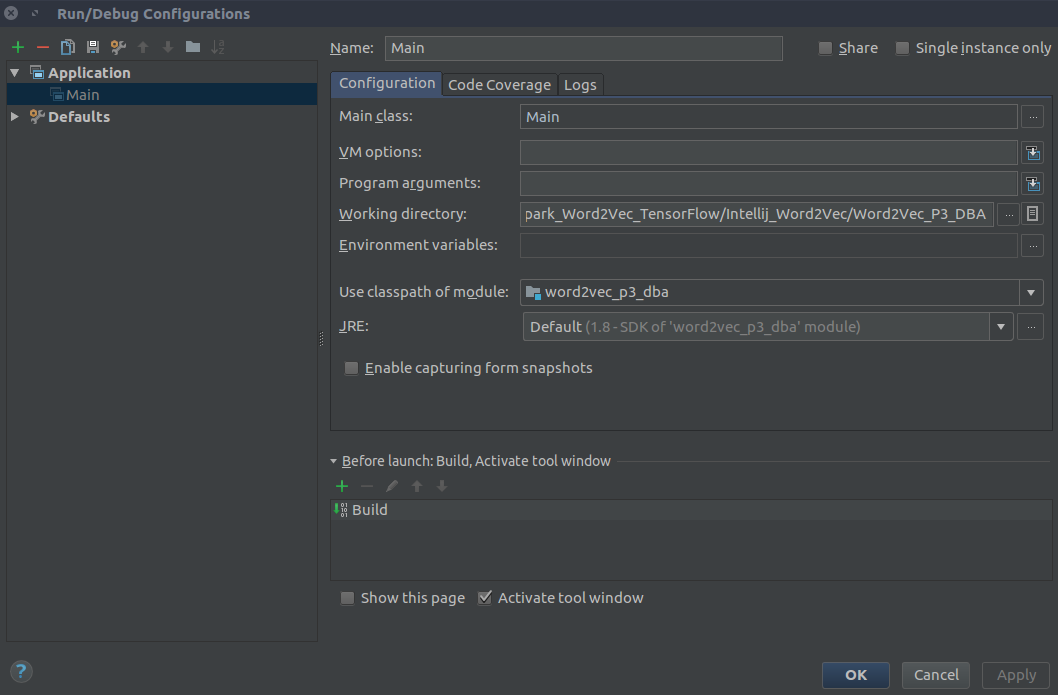 Run/Debug Configurations
Name: Main Share Single instance only
Application
Main
Defaults
Configuration Code Coverage Logs
Main class: Main ...
VM options:
Program arguments:
Working directory: park_Word2Vec_TensorFlow/Intellij_Word2Vec/Word2Vec_P3_DBA ...
Environment variables: ...
Use classpath of module: word2vec_p3_dba
JRE: Default (1.8 - SDK of 'word2vec_p3_dba' module) ...
Enable capturing form snapshots
Before launch: Build, Activate tool window
Build
Show this page Activate tool window
? OK Cancel Apply